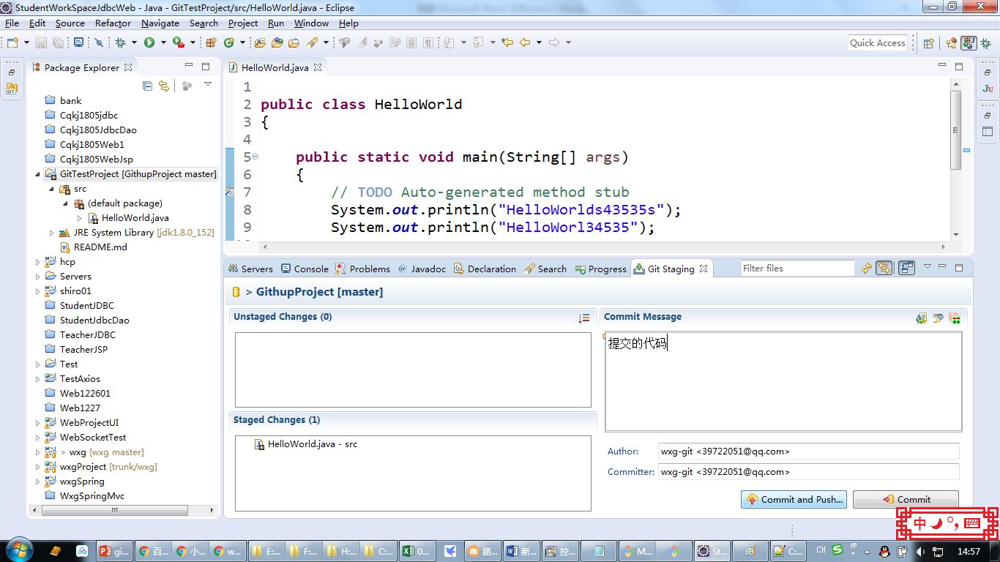 StudentWorkSpaceJdbcWeb - Java - GitTestProject/src/HelloWorld.java - Eclipse
File Edit Source Refactor Navigate Search Project Run Window Help
Quick Access
Package Explorer
bank
Cqkj1805jdbc
Cqkj1805JdbcDao
Cqkj1805Web1
Cqkj1805WebJsp
GitTestProject [GithupProject master]
src
(default package)
HelloWorld.java
JRE System Library [jdk1.8.0_152]
README.md
hcp
Servers
shiro01
StudentJDBC
StudentJdbcDao
TeacherJDBC
TeacherJSP
Test
TestAxios
Web122601
Web1227
WebProjectUI
WebSocketTest
> wxg [wxg master]
wxgProject [trunk/wxg]
wxgSpring
WxgSpringMvc
HelloWorld.java
1
2 public class HelloWorld
3 {
4
5 public static void main(String[] args)
6 {
7 // TODO Auto-generated method stub
8 System.out.println("HelloWorlds43535s");
9 System.out.println("HelloWorl34535");
Servers Console Problems @ Javadoc Declaration Search Progress Git Staging
Filter files
> GithupProject [master]
Unstaged Changes (0)
Staged Changes (1)
HelloWorld.java - src
Commit Message
提交的代码
Author: wxg-git <39722051@qq.com>
Committer: wxg-git <39722051@qq.com>
Commit and Push... Commit
中
gi... 百... 小... w... E:... F:... H:... C:... 0... 路... 新... 控... M... St... C:...
CH 14:57